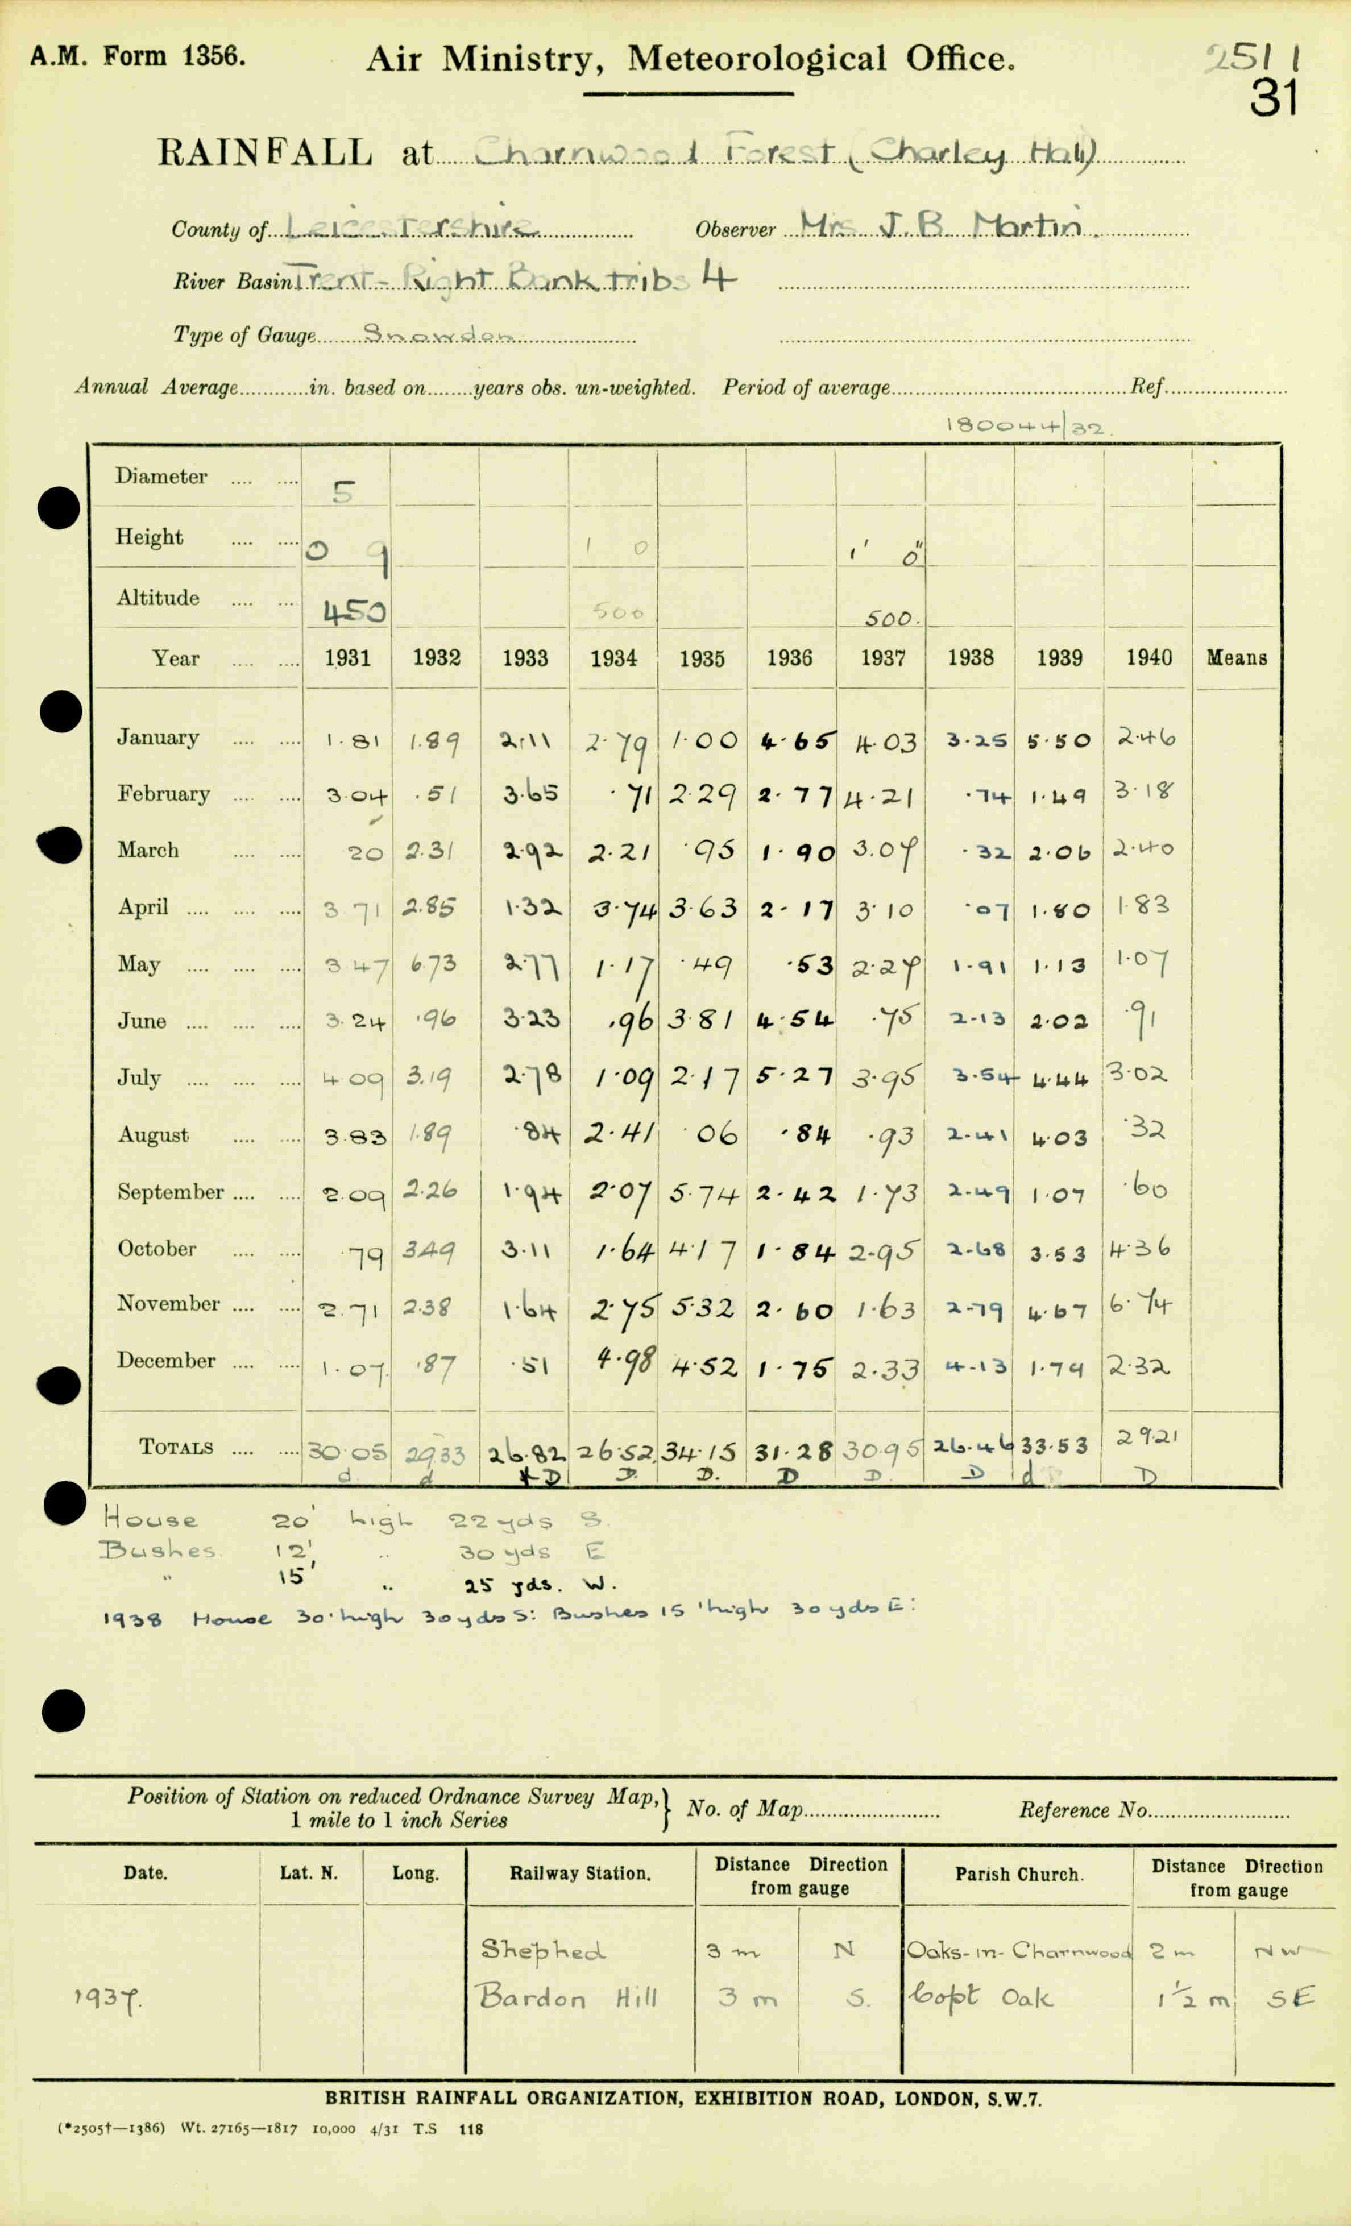 A.M. Form 1356. Air Ministry, Meteorological Office. 2511
31
RAINFALL at Charnwood Forest (Charley Hall)
County of Leicestershire Observer Mrs J.B. Martin.
River Basin Trent - Right Bank tribs 4
Type of Gauge Snowdon
Annual Average in. based on years obs. un-weighted. Period of average Ref.
180044/32.
Diameter 5
Height 0 9 1 0 1' 0"
Altitude 450 500 500.
Year 1931 1932 1933 1934 1935 1936 1937 1938 1939 1940 Means
January 1.81 1.89 2.11 2.79 1.00 4.65 4.03 3.25 5.50 2.46
February 3.04 .51 3.65 .71 2.29 2.77 4.21 .74 1.49 3.18
March 20 2.31 2.92 2.21 .95 1.90 3.07 .32 2.06 2.40
April 3 71 2.85 1.32 3.74 3.63 2.17 3.10 .07 1.80 1.83
May 3 47 6.73 2.77 1.17 .49 .53 2.27 1.91 1.13 1.07
June 3.24 .96 3.23 .96 3.81 4.54 .75 2.13 2.02 .91
July 4 09 3.19 2.78 1.09 2.17 5.27 3.95 3.54 4.44 3.02
August 3.83 1.89 .84 2.41 .06 .84 .93 2.41 4.03 .32
September 2.09 2.26 1.94 2.07 5.74 2.42 1.73 2.49 1.07 .60
October .79 3.49 3.11 1.64 4.17 1.84 2.95 2.68 3.53 4.36
November 2.71 2.38 1.64 2.75 5.32 2.60 1.63 2.79 4.67 6.74
December 1.07 .87 .51 4.98 4.52 1.75 2.33 4.13 1.79 2.32
TOTALS 30.05 29.33 26.82 26.52 34.15 31.28 30.95 26.46 33.53 29.21
d d D D. D. D D. D d D
House 20' high 22 yds S.
Bushes 12' " 30 yds E
" 15' " 25 yds. W.
1938 House 30' high 30 yds S: Bushes 15' high 30 yds E:
Position of Station on reduced Ordnance Survey Map, 1 mile to 1 inch Series } No. of Map Reference No.
Date. Lat. N. Long. Railway Station. Distance Direction from gauge Parish Church. Distance Direction from gauge
Shephed 3 m N Oaks-in-Charnwood 2 m NW
1937. Bardon Hill 3 m S. Copt Oak 1½ m SE
BRITISH RAINFALL ORGANIZATION, EXHIBITION ROAD, LONDON, S.W.7.
(*2505†—1386) Wt. 27165—1817 10,000 4/31 T.S 118